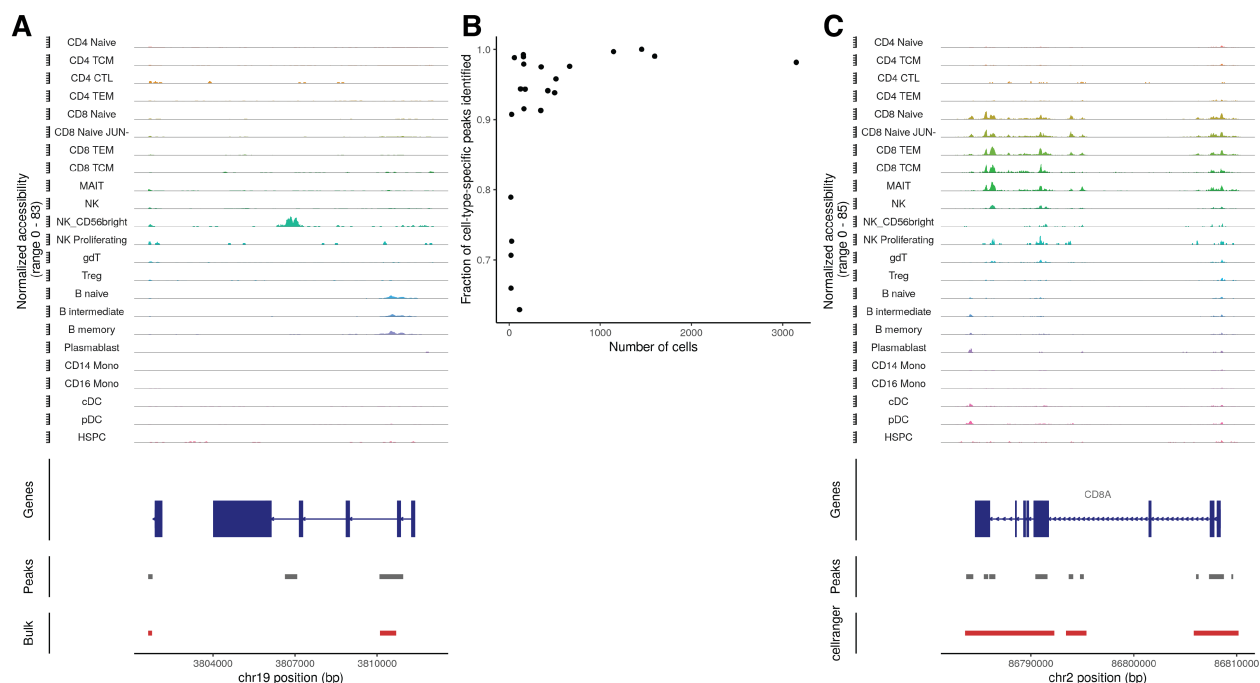 A
Normalized accessibility
(range 0 - 83)
CD4 Naive
CD4 TCM
CD4 CTL
CD4 TEM
CD8 Naive
CD8 Naive JUN-
CD8 TEM
CD8 TCM
MAIT
NK
NK_CD56bright
NK Proliferating
gdT
Treg
B naive
B intermediate
B memory
Plasmablast
CD14 Mono
CD16 Mono
cDC
pDC
HSPC
Genes
Peaks
Bulk
3804000 3807000 3810000
chr19 position (bp)
B
Fraction of cell-type-specific peaks identified
1.0
0.9
0.8
0.7
0 1000 2000 3000
Number of cells
C
Normalized accessibility
(range 0 - 85)
CD4 Naive
CD4 TCM
CD4 CTL
CD4 TEM
CD8 Naive
CD8 Naive JUN-
CD8 TEM
CD8 TCM
MAIT
NK
NK_CD56bright
NK Proliferating
gdT
Treg
B naive
B intermediate
B memory
Plasmablast
CD14 Mono
CD16 Mono
cDC
pDC
HSPC
Genes
CD8A
Peaks
cellranger
86790000 86800000 86810000
chr2 position (bp)